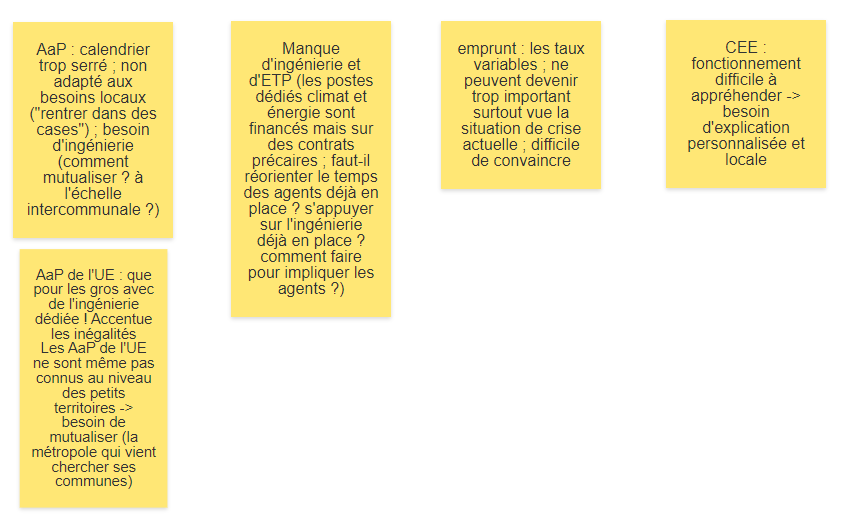 AaP : calendrier
trop serré ; non
adapté aux
besoins locaux
("rentrer dans des
cases") ; besoin
d'ingénierie
(comment
mutualiser ? à
l'échelle
intercommunale ?)
AaP de l'UE : que
pour les gros avec
de l'ingénierie
dédiée ! Accentue
les inégalités
Les AaP de l'UE
ne sont même pas
connus au niveau
des petits
territoires ->
besoin de
mutualiser (la
métropole qui vient
chercher ses
communes)
Manque
d'ingénierie et
d'ETP (les postes
dédiés climat et
énergie sont
financés mais sur
des contrats
précaires ; faut-il
réorienter le temps
des agents déjà en
place ? s'appuyer
sur l'ingénierie
déjà en place ?
comment faire
pour impliquer les
agents ?)
emprunt : les taux
variables ; ne
peuvent devenir
trop important
surtout vue la
situation de crise
actuelle ; difficile
de convaincre
CEE :
fonctionnement
difficile à
appréhender ->
besoin
d'explication
personnalisée et
locale